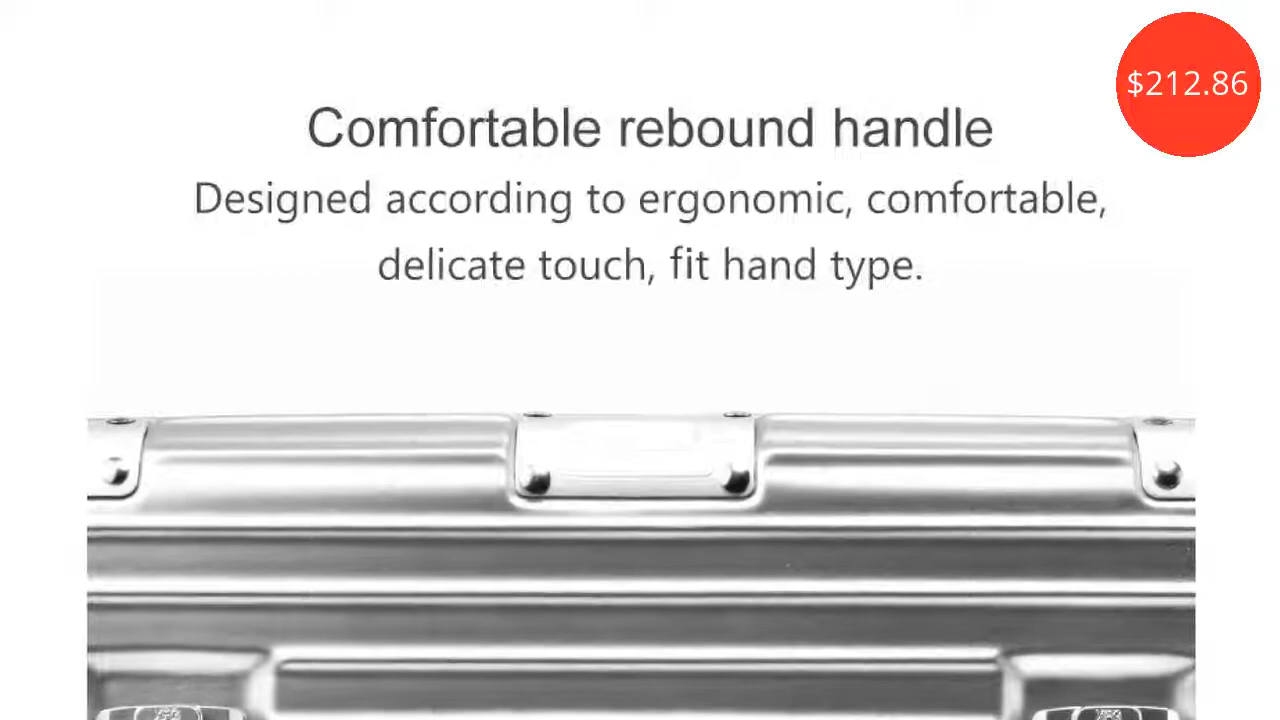 $212.86
Comfortable rebound handle
Designed according to ergonomic, comfortable,
delicate touch, fit hand type.